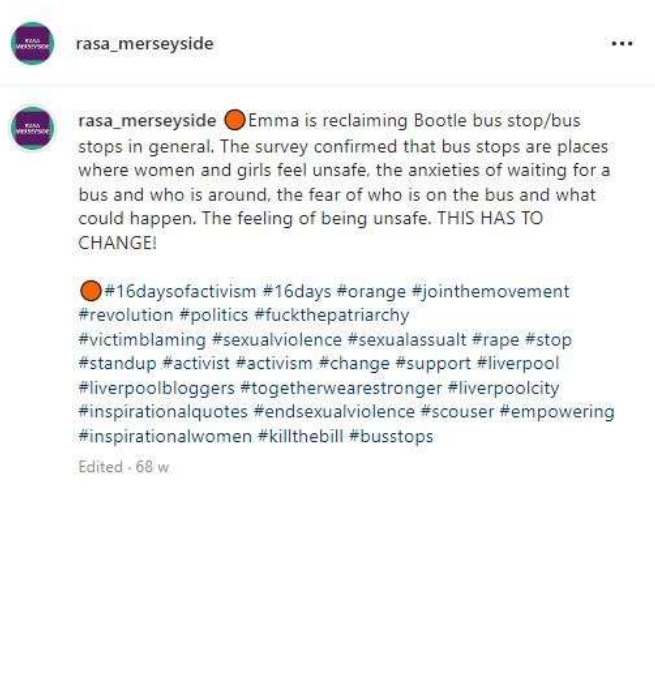 rasa_merseyside
rasa_merseyside 🟠Emma is reclaiming Bootle bus stop/bus
stops in general. The survey confirmed that bus stops are places
where women and girls feel unsafe, the anxieties of waiting for a
bus and who is around, the fear of who is on the bus and what
could happen. The feeling of being unsafe. THIS HAS TO
CHANGE!
🟠#16daysofactivism #16days #orange #jointhemovement
#revolution #politics #fuckthepatriarchy
#victimblaming #sexualviolence #sexualassualt #rape #stop
#standup #activist #activism #change #support #liverpool
#liverpoolbloggers #togetherwearestronger #liverpoolcity
#inspirationalquotes #endsexualviolence #scouser #empowering
#inspirationalwomen #killthebill #busstops
Edited · 68 w
RASA
MERSEYSIDE
RASA
MERSEYSIDE